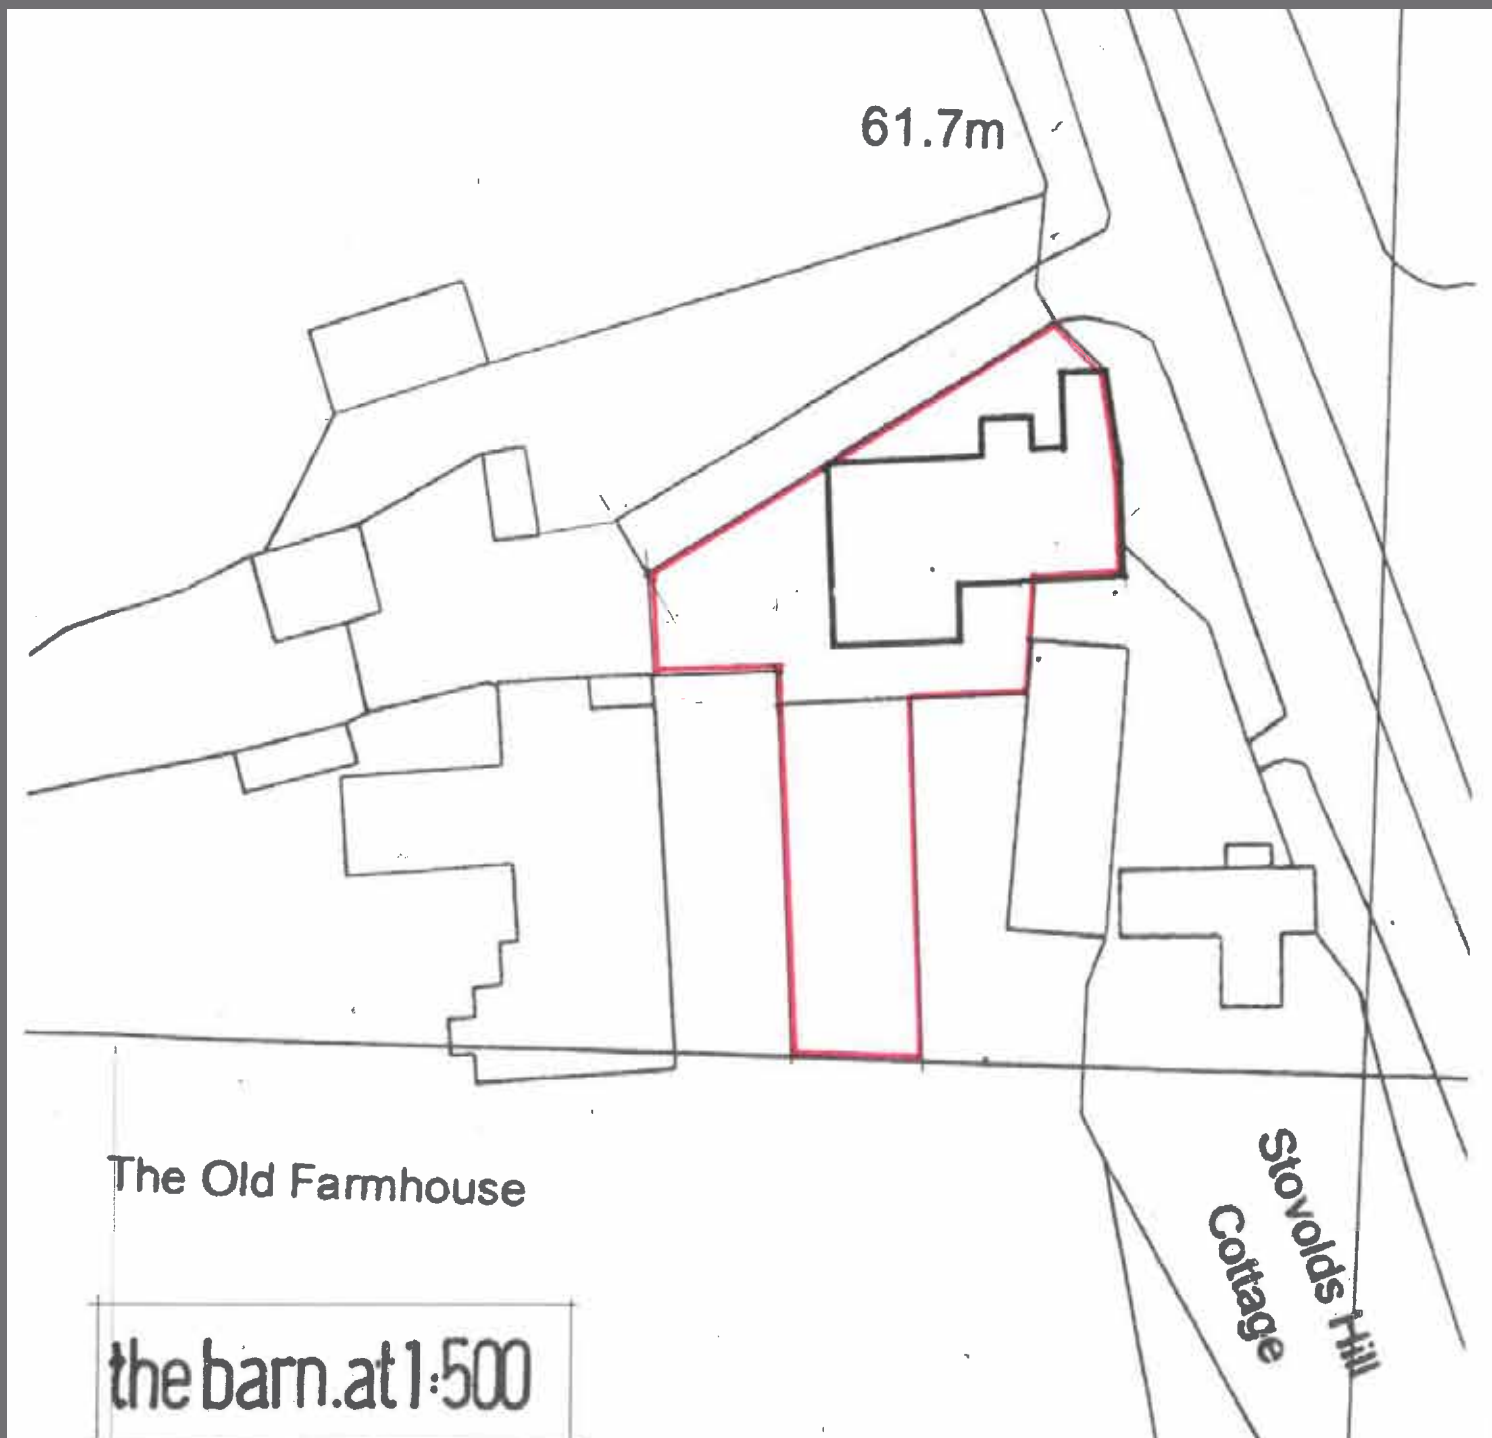 61.7m
The Old Farmhouse
Stovolds Hill
Cottage
the barn.at 1:500